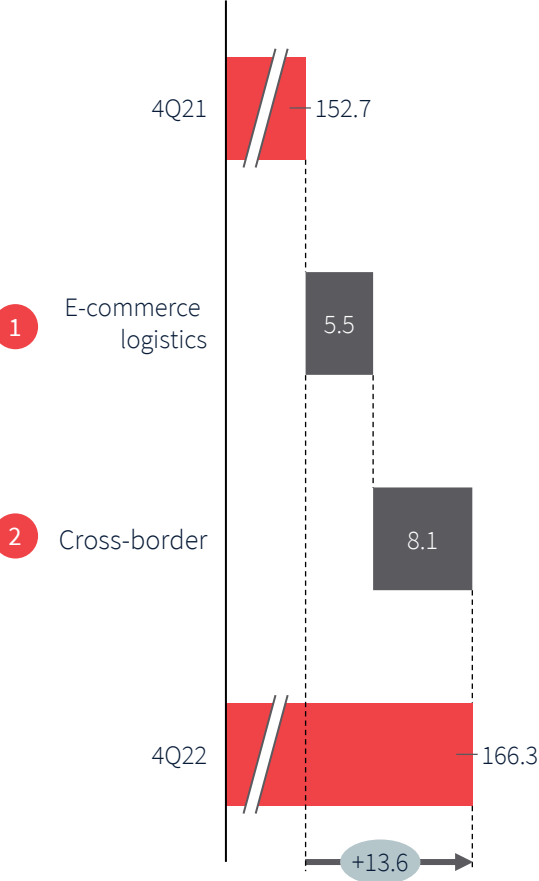 4Q21
152.7
1
E-commerce
logistics
5.5
2
Cross-border
8.1
4Q22
166.3
+13.6